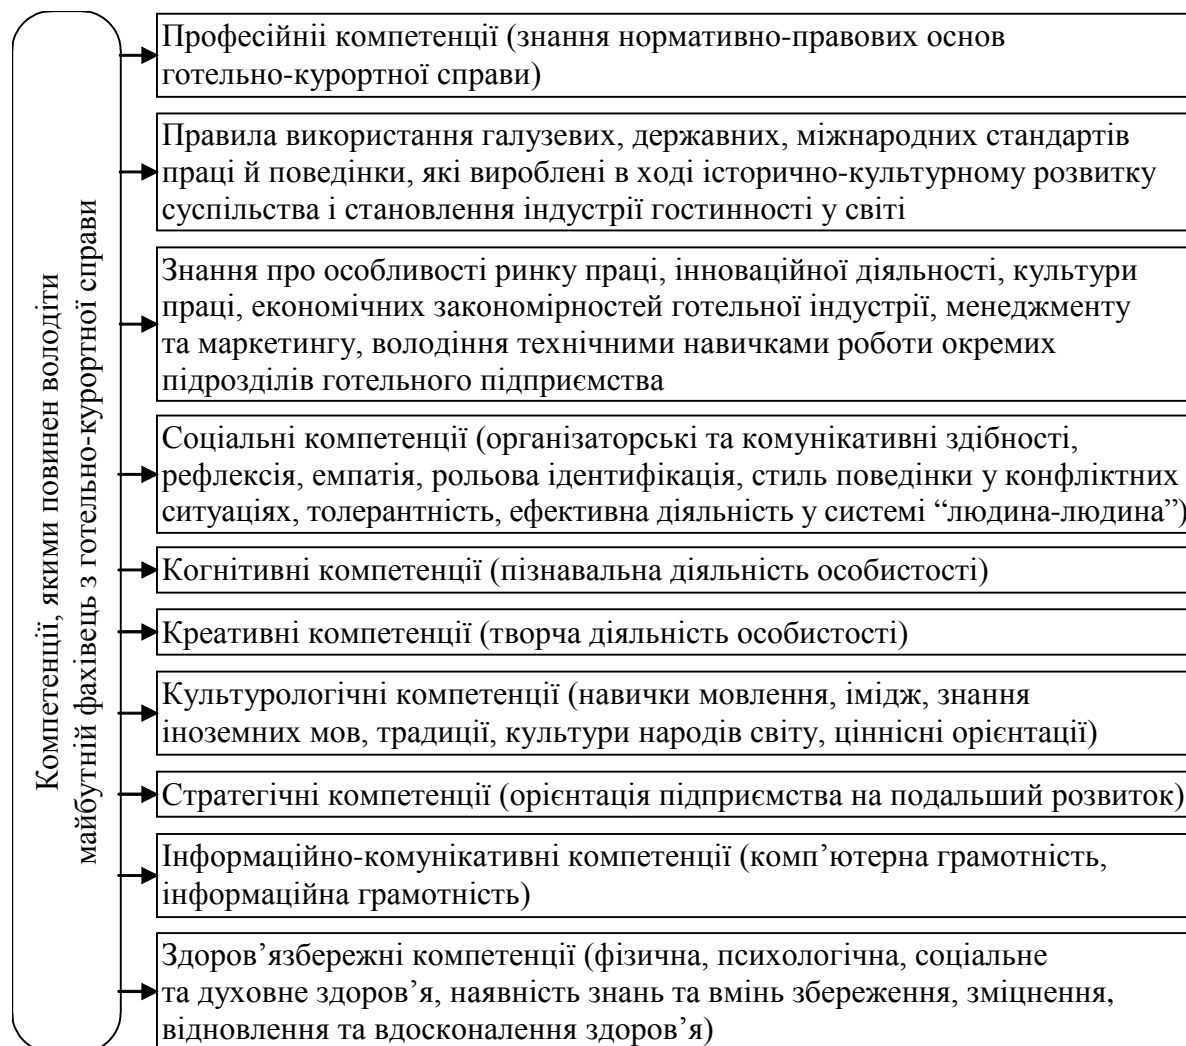 Компетенції, якими повинен володіти
майбутній фахівець з готельно-курортної справи
Професійніі компетенції (знання нормативно-правових основ
готельно-курортної справи)
Правила використання галузевих, державних, міжнародних стандартів
праці й поведінки, які вироблені в ході історично-культурному розвитку
суспільства і становлення індустрії гостинності у світі
Знання про особливості ринку праці, інноваційної діяльності, культури
праці, економічних закономірностей готельної індустрії, менеджменту
та маркетингу, володіння технічними навичками роботи окремих
підрозділів готельного підприємства
Соціальні компетенції (організаторські та комунікативні здібності,
рефлексія, емпатія, рольова ідентифікація, стиль поведінки у конфліктних
ситуаціях, толерантність, ефективна діяльність у системі “людина-людина”)
Когнітивні компетенції (пізнавальна діяльність особистості)
Креативні компетенції (творча діяльність особистості)
Культурологічні компетенції (навички мовлення, імідж, знання
іноземних мов, традиції, культури народів світу, ціннісні орієнтації)
Стратегічні компетенції (орієнтація підприємства на подальший розвиток)
Інформаційно-комунікативні компетенції (комп’ютерна грамотність,
інформаційна грамотність)
Здоров’язбережні компетенції (фізична, психологічна, соціальне
та духовне здоров’я, наявність знань та вмінь збереження, зміцнення,
відновлення та вдосконалення здоров’я)